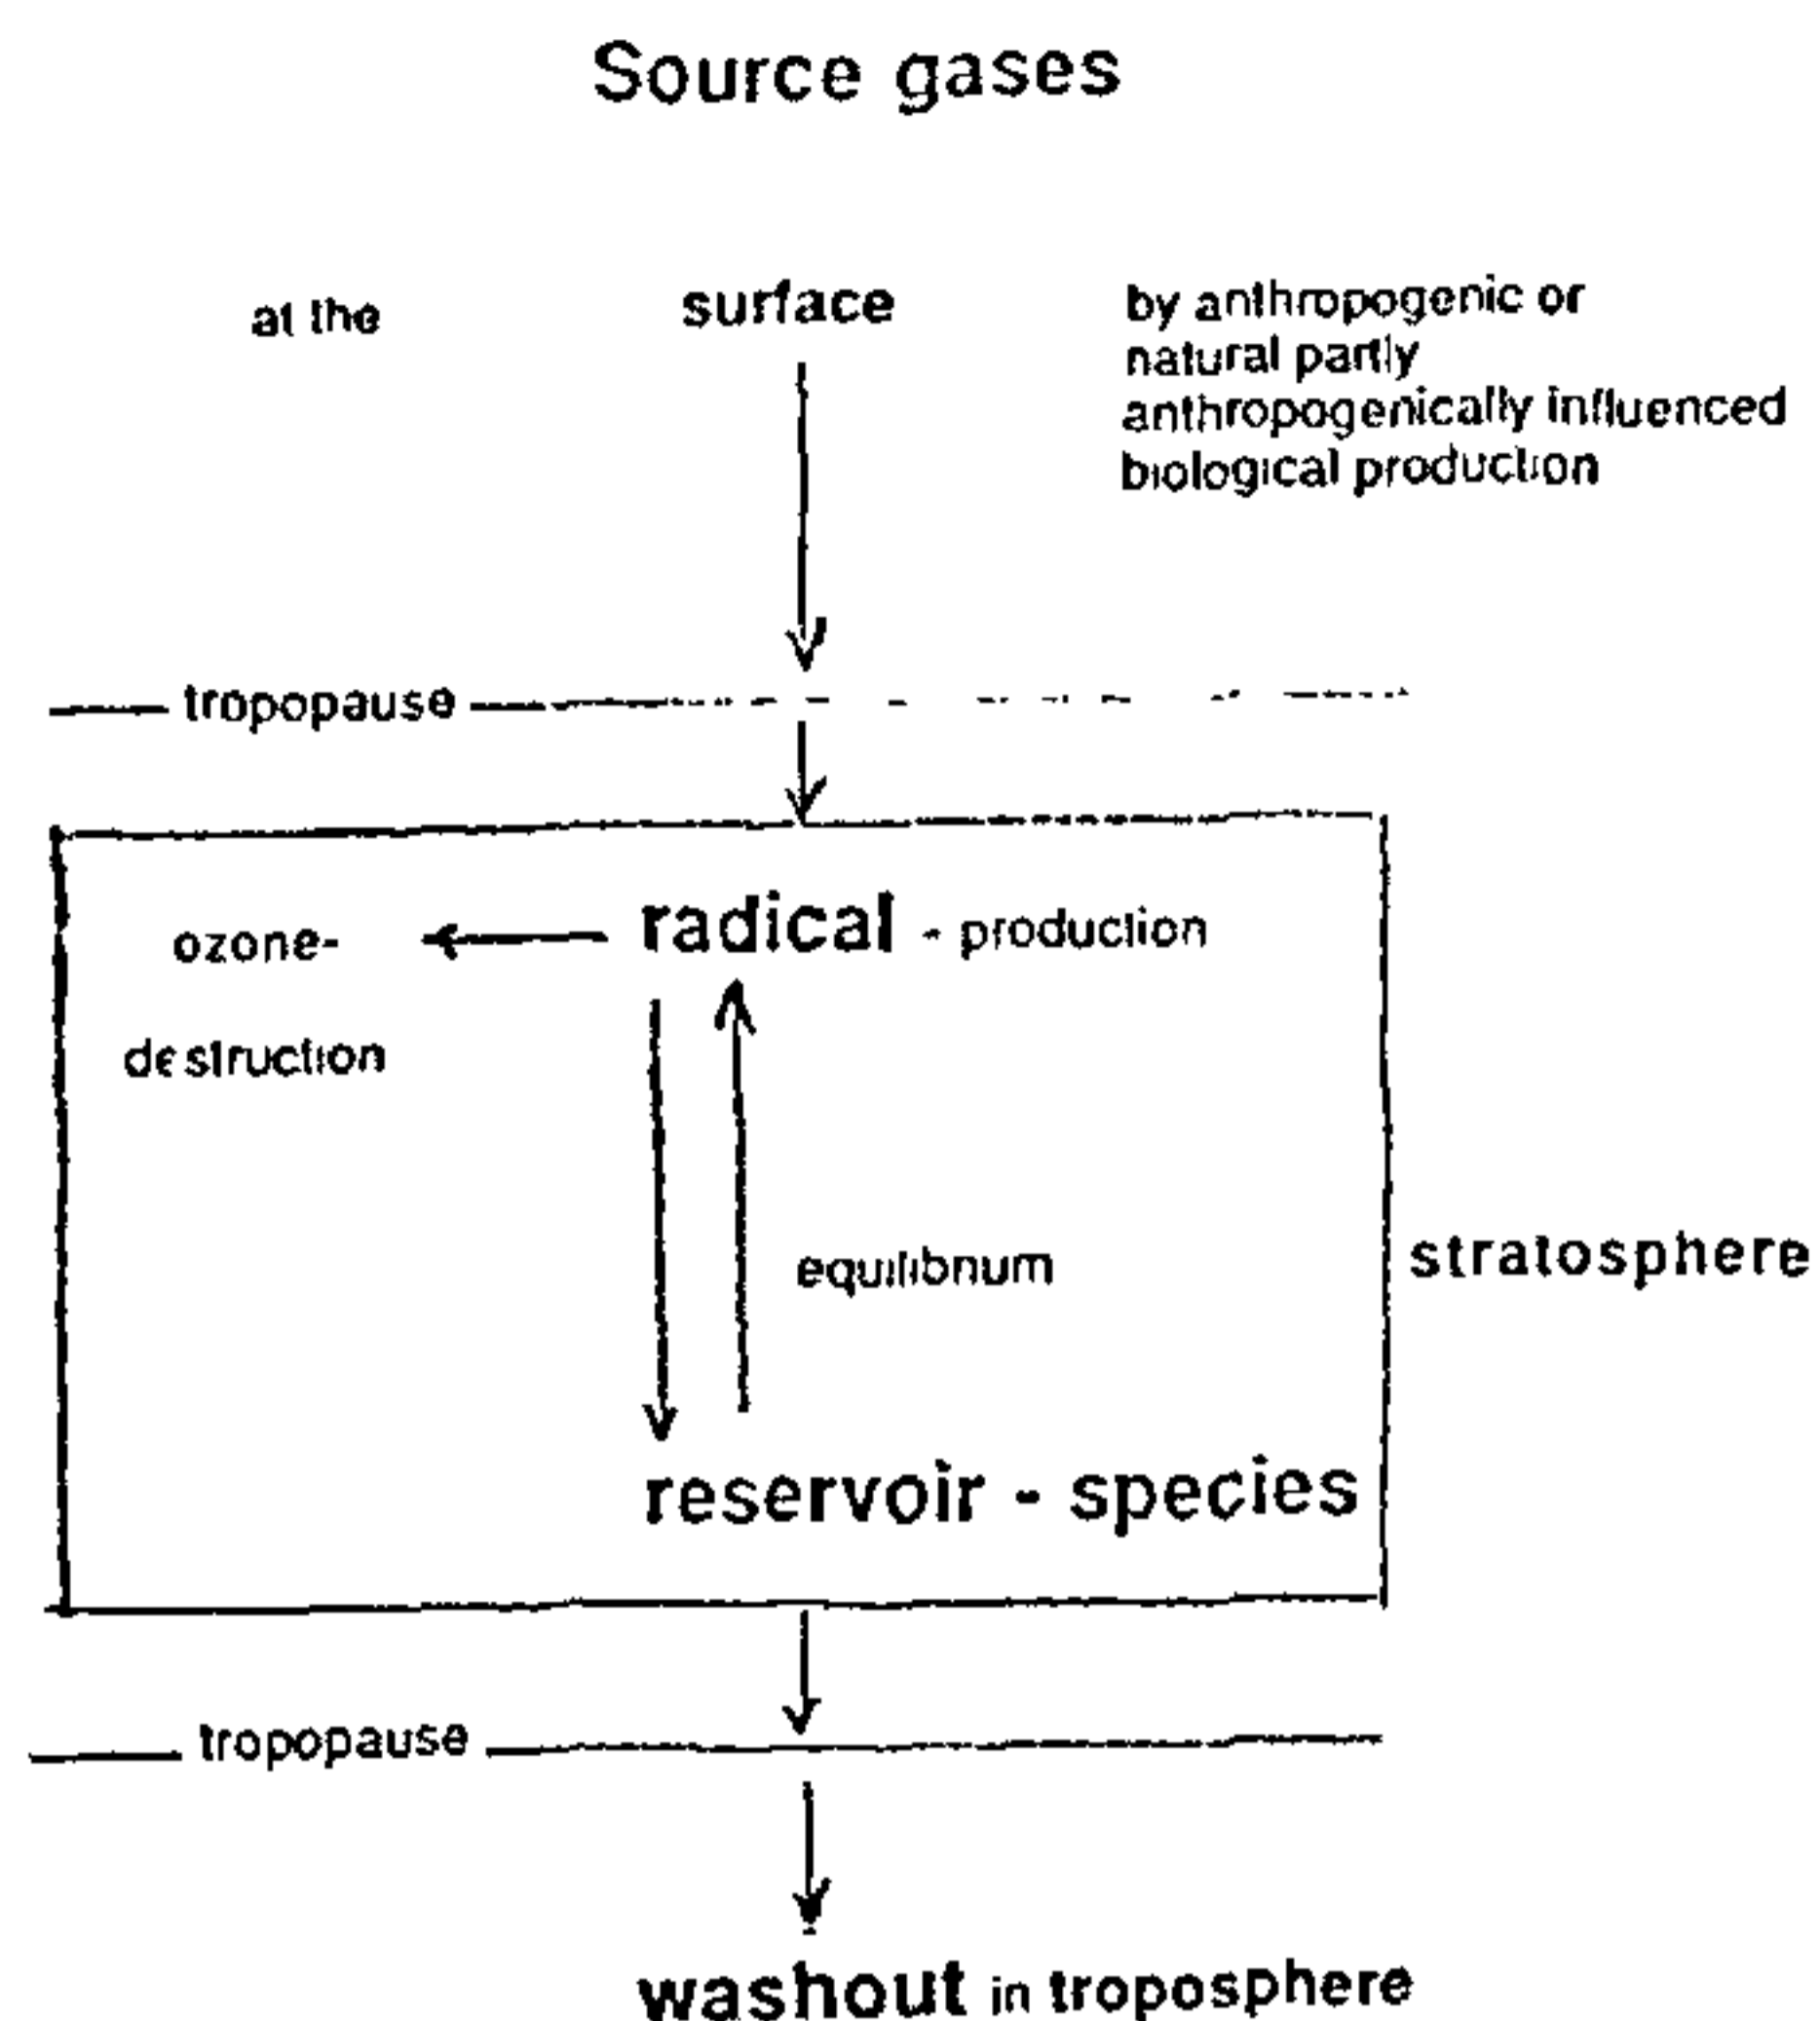 Source gases
at the surface
by anthropogenic or
natural partly
anthropogenically influenced
biological production
tropopause
ozone- radical - production
destruction
equilibrium
stratosphere
reservoir - species
tropopause
washout in troposphere